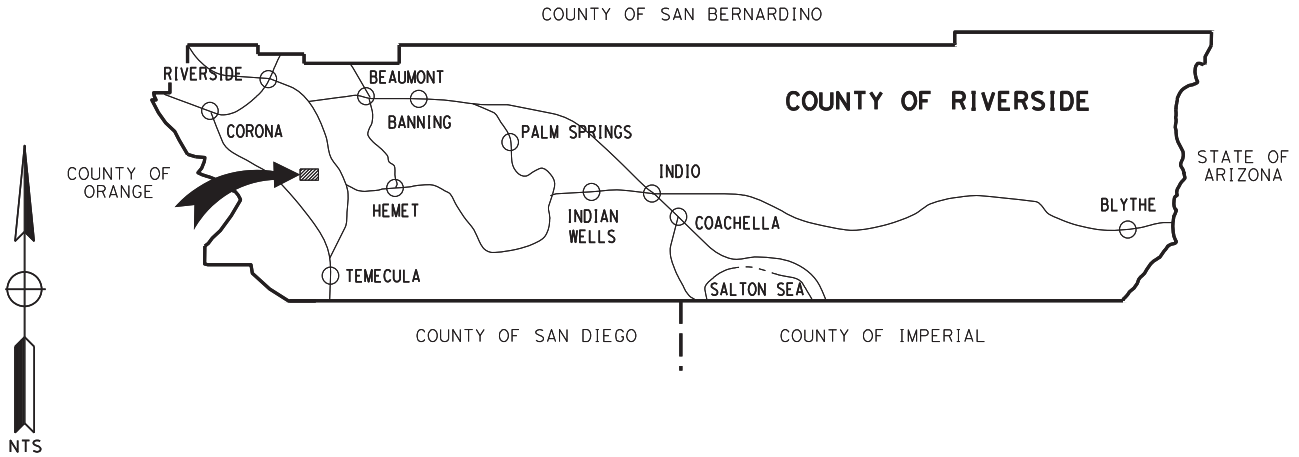 COUNTY OF SAN BERNARDINO
RIVERSIDE
BEAUMONT
COUNTY OF RIVERSIDE
BANNING
CORONA
PALM SPRINGS
COUNTY OF
ORANGE
STATE OF
ARIZONA
INDIO
HEMET
INDIAN
WELLS
COACHELLA
BLYTHE
TEMECULA
SALTON SEA
COUNTY OF SAN DIEGO
COUNTY OF IMPERIAL
NTS